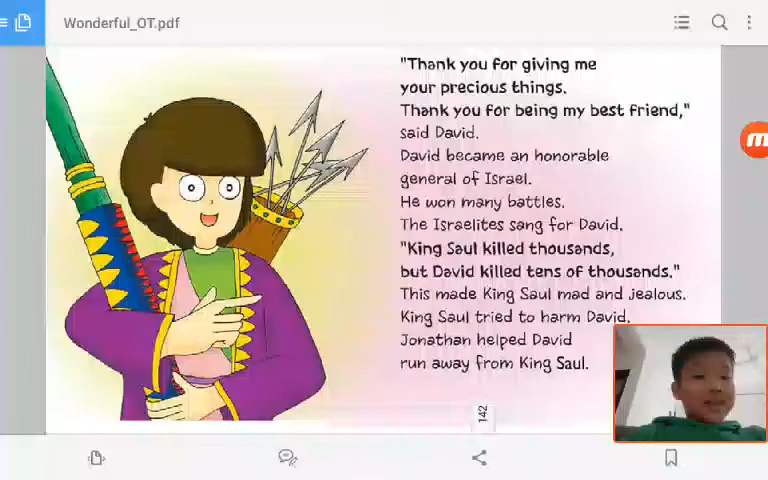 Wonderful_OT.pdf
"Thank you for giving me
your precious things.
Thank you for being my best friend,"
said David.
David became an honorable
general of Israel.
He won many battles.
The Israelites sang for David.
"King Saul killed thousands,
but David killed tens of thousands."
This made King Saul mad and jealous.
King Saul tried to harm David.
Jonathan helped David
run away from King Saul.
142